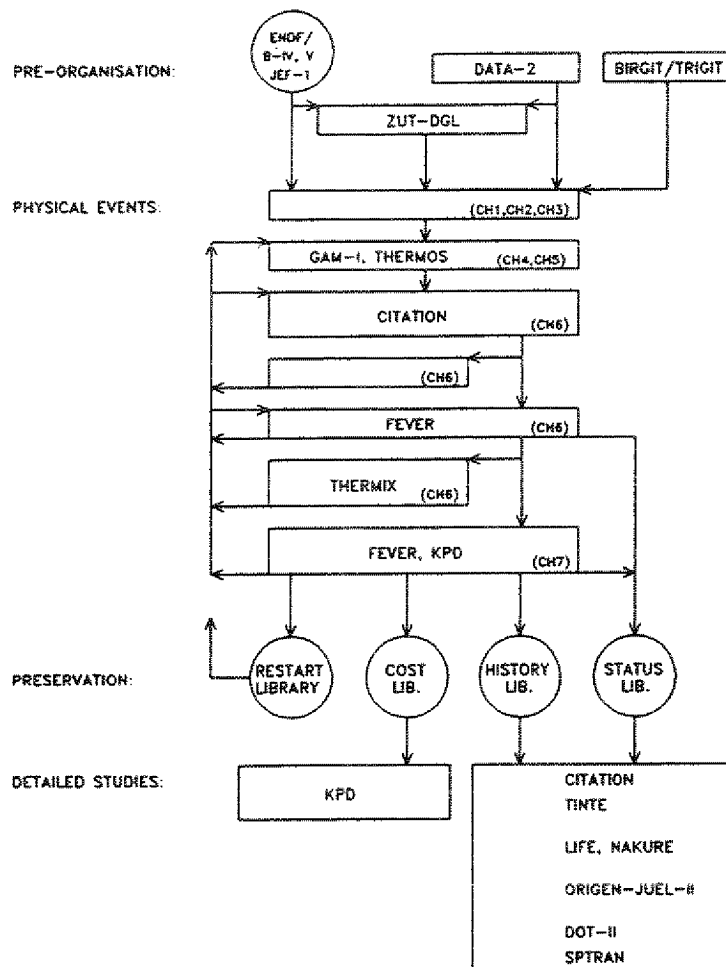 ENDF/
B-IV, V
JEF-1
PRE-ORGANISATION:
DATA-2
BIRGIT/TRIGIT
ZUT-DGL
PHYSICAL EVENTS:
(CH1,CH2,CH3)
GAM-I, THERMOS
(CH4,CH5)
CITATION
(CH6)
(CH6)
FEVER
(CH6)
THERMIX
(CH6)
FEVER, KPD
(CH7)
PRESERVATION:
RESTART
LIBRARY
COST
LIB.
HISTORY
LIB.
STATUS
LIB.
DETAILED STUDIES:
KPD
CITATION
TINTE
LIFE, NAKURE
ORIGEN-JUEL-II
DOT-II
SPTRAN